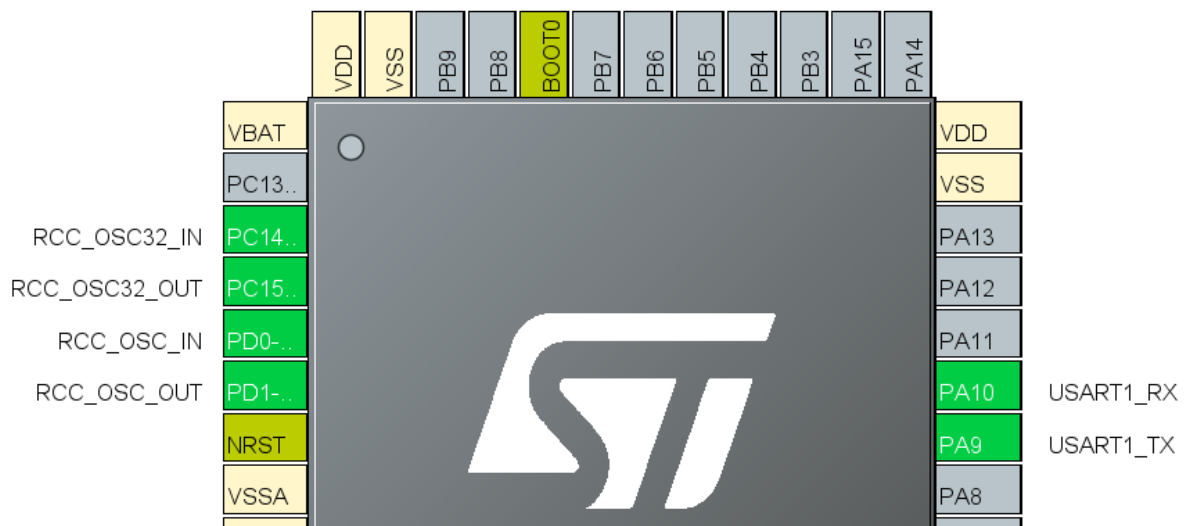 VDD
VSS
PB9
PB8
BOOT0
PB7
PB6
PB5
PB4
PB3
PA15
PA14
VBAT
VDD
PC13..
VSS
RCC_OSC32_IN PC14..
PA13
RCC_OSC32_OUT PC15..
PA12
RCC_OSC_IN PD0-..
PA11
RCC_OSC_OUT PD1-..
PA10 USART1_RX
NRST
PA9 USART1_TX
VSSA
PA8
ST